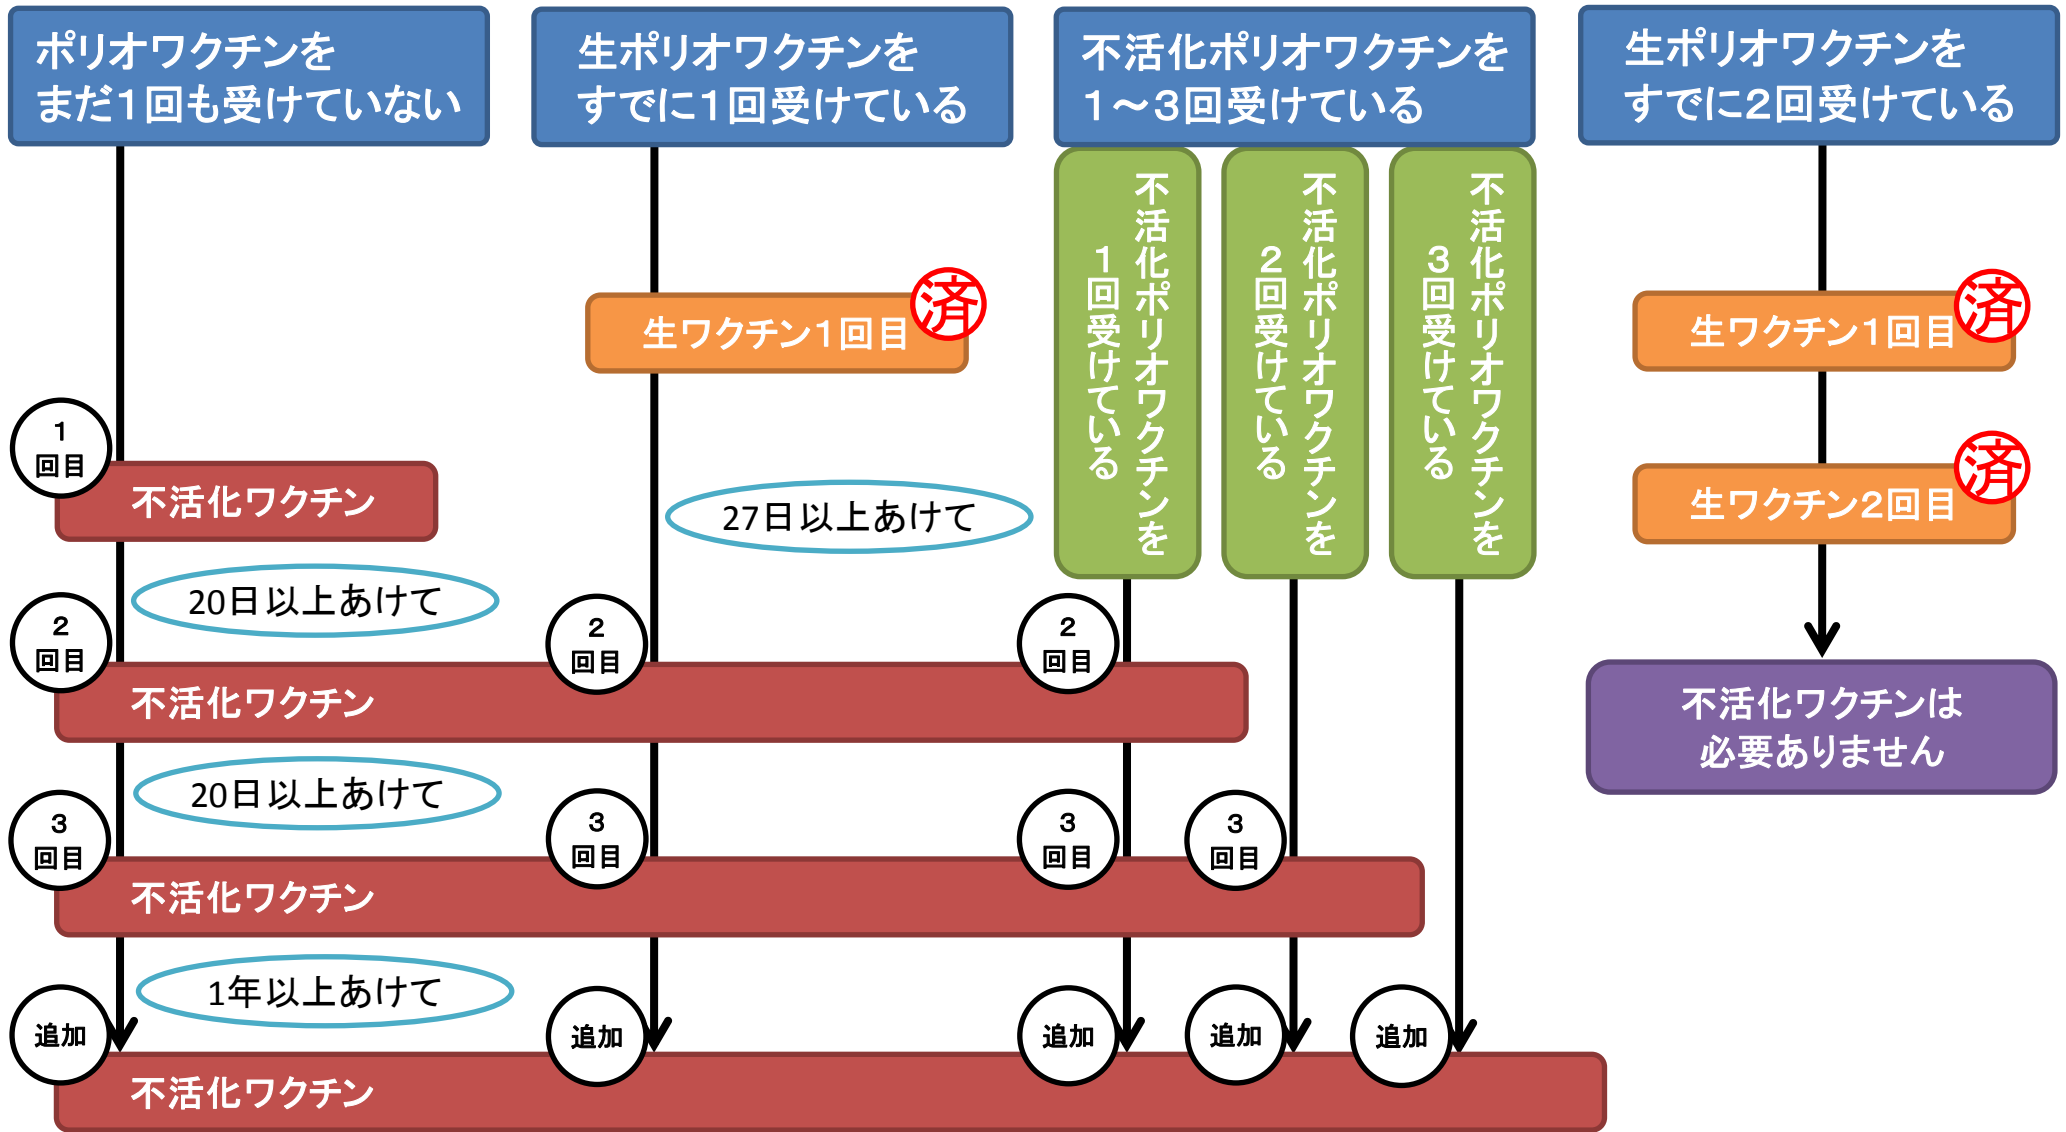 ポリオワクチンを
まだ１回も受けていない
生ポリオワクチンを
すでに１回受けている
不活化ポリオワクチンを
１～３回受けている
生ポリオワクチンを
すでに２回受けている
不活化ポリオワクチンを
１回受けている
不活化ポリオワクチンを
２回受けている
不活化ポリオワクチンを
３回受けている
生ワクチン１回目
済
生ワクチン１回目
済
生ワクチン２回目
済
１
回目
不活化ワクチン
27日以上あけて
20日以上あけて
２
回目
２
回目
２
回目
不活化ワクチン
不活化ワクチンは
必要ありません
20日以上あけて
３
回目
３
回目
３
回目
３
回目
不活化ワクチン
1年以上あけて
追加
追加
追加
追加
追加
不活化ワクチン